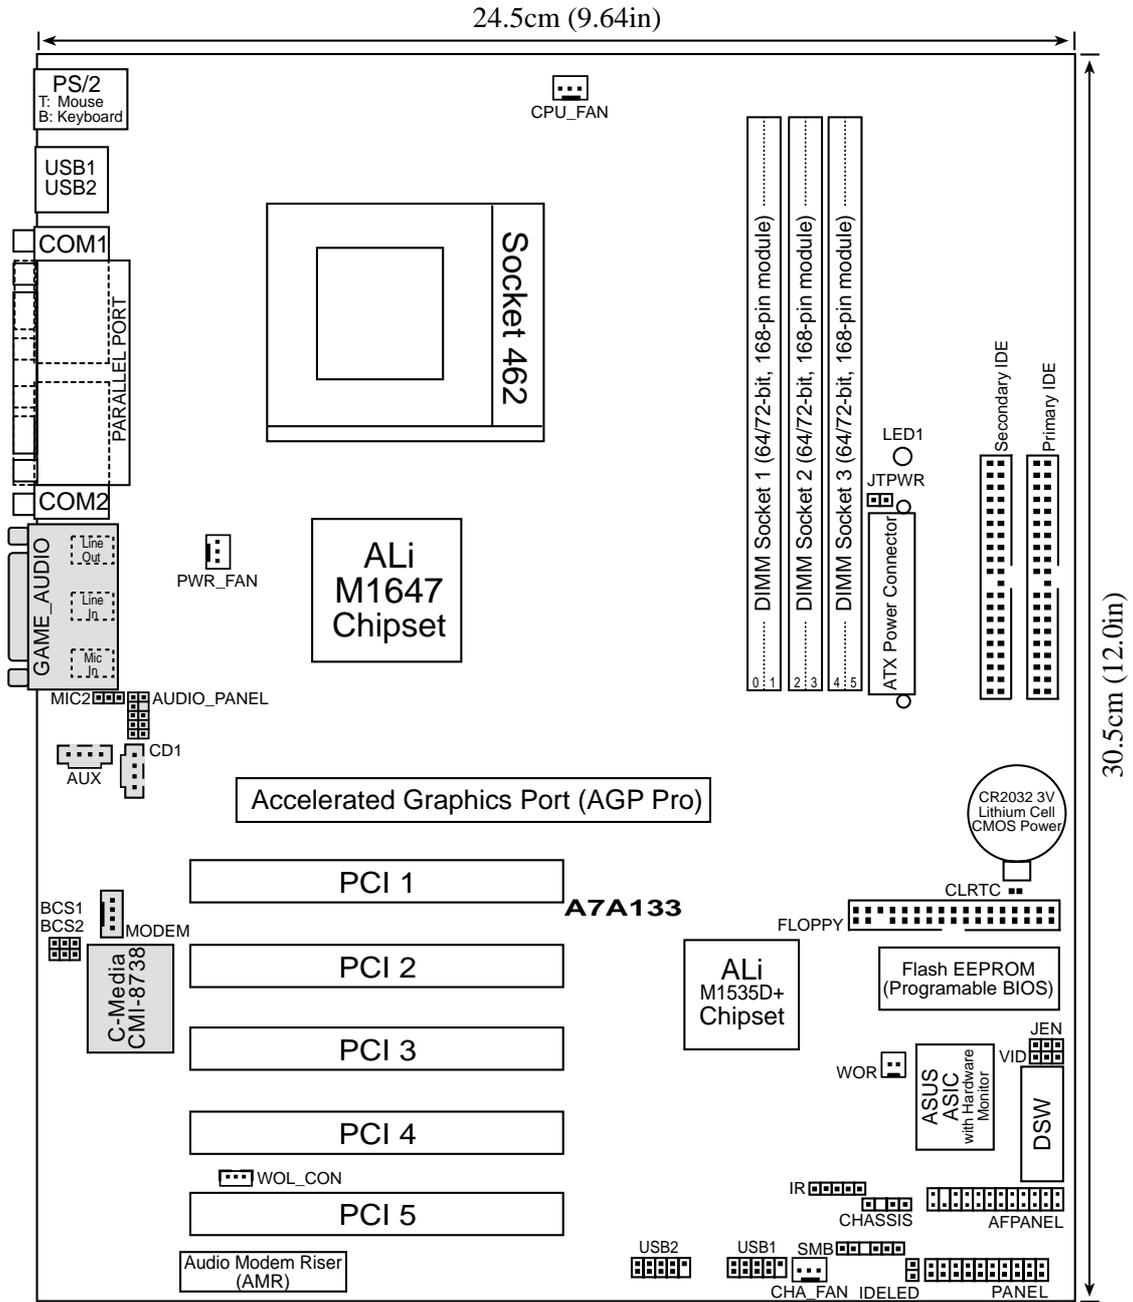 24.5cm (9.64in)
PS/2
T: Mouse
B: Keyboard
CPU_FAN
USB1
USB2
COM1
PARALLEL PORT
COM2
Socket 462
DIMM Socket 1 (64/72-bit, 168-pin module)
0 1
DIMM Socket 2 (64/72-bit, 168-pin module)
2 3
DIMM Socket 3 (64/72-bit, 168-pin module)
4 5
Secondary IDE
Primary IDE
LED1
JTPWR
ATX Power Connector
30.5cm (12.0in)
GAME_AUDIO
Line
Out
Line
In
Mic
In
PWR_FAN
ALi
M1647
Chipset
MIC2
AUDIO_PANEL
AUX
CD1
Accelerated Graphics Port (AGP Pro)
CR2032 3V
Lithium Cell
CMOS Power
CLRTC
PCI 1
A7A133
FLOPPY
BCS1
BCS2
MODEM
C-Media
CMI-8738
PCI 2
ALi
M1535D+
Chipset
Flash EEPROM
(Programable BIOS)
PCI 3
JEN
VID
WOR
ASUS
ASIC
with Hardware
Monitor
DSW
PCI 4
WOL_CON
IR
CHASSIS
AFPANEL
PCI 5
Audio Modem Riser
(AMR)
USB2
USB1
SMB
CHA_FAN
IDELED
PANEL